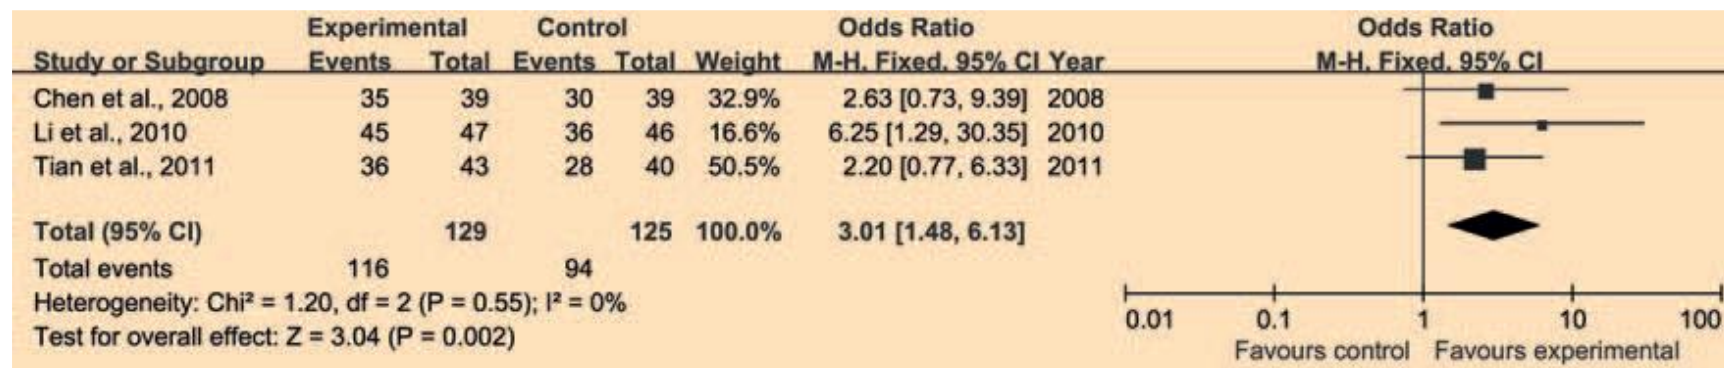 Experimental Control Odds Ratio Odds Ratio
Study or Subgroup Events Total Events Total Weight M-H, Fixed, 95% CI Year M-H, Fixed, 95% CI
Chen et al., 2008 35 39 30 39 32.9% 2.63 [0.73, 9.39] 2008
Li et al., 2010 45 47 36 46 16.6% 6.25 [1.29, 30.35] 2010
Tian et al., 2011 36 43 28 40 50.5% 2.20 [0.77, 6.33] 2011
Total (95% CI) 129 125 100.0% 3.01 [1.48, 6.13]
Total events 116 94
Heterogeneity: Chi² = 1.20, df = 2 (P = 0.55); I² = 0%
Test for overall effect: Z = 3.04 (P = 0.002)
0.01 0.1 1 10 100
Favours control Favours experimental